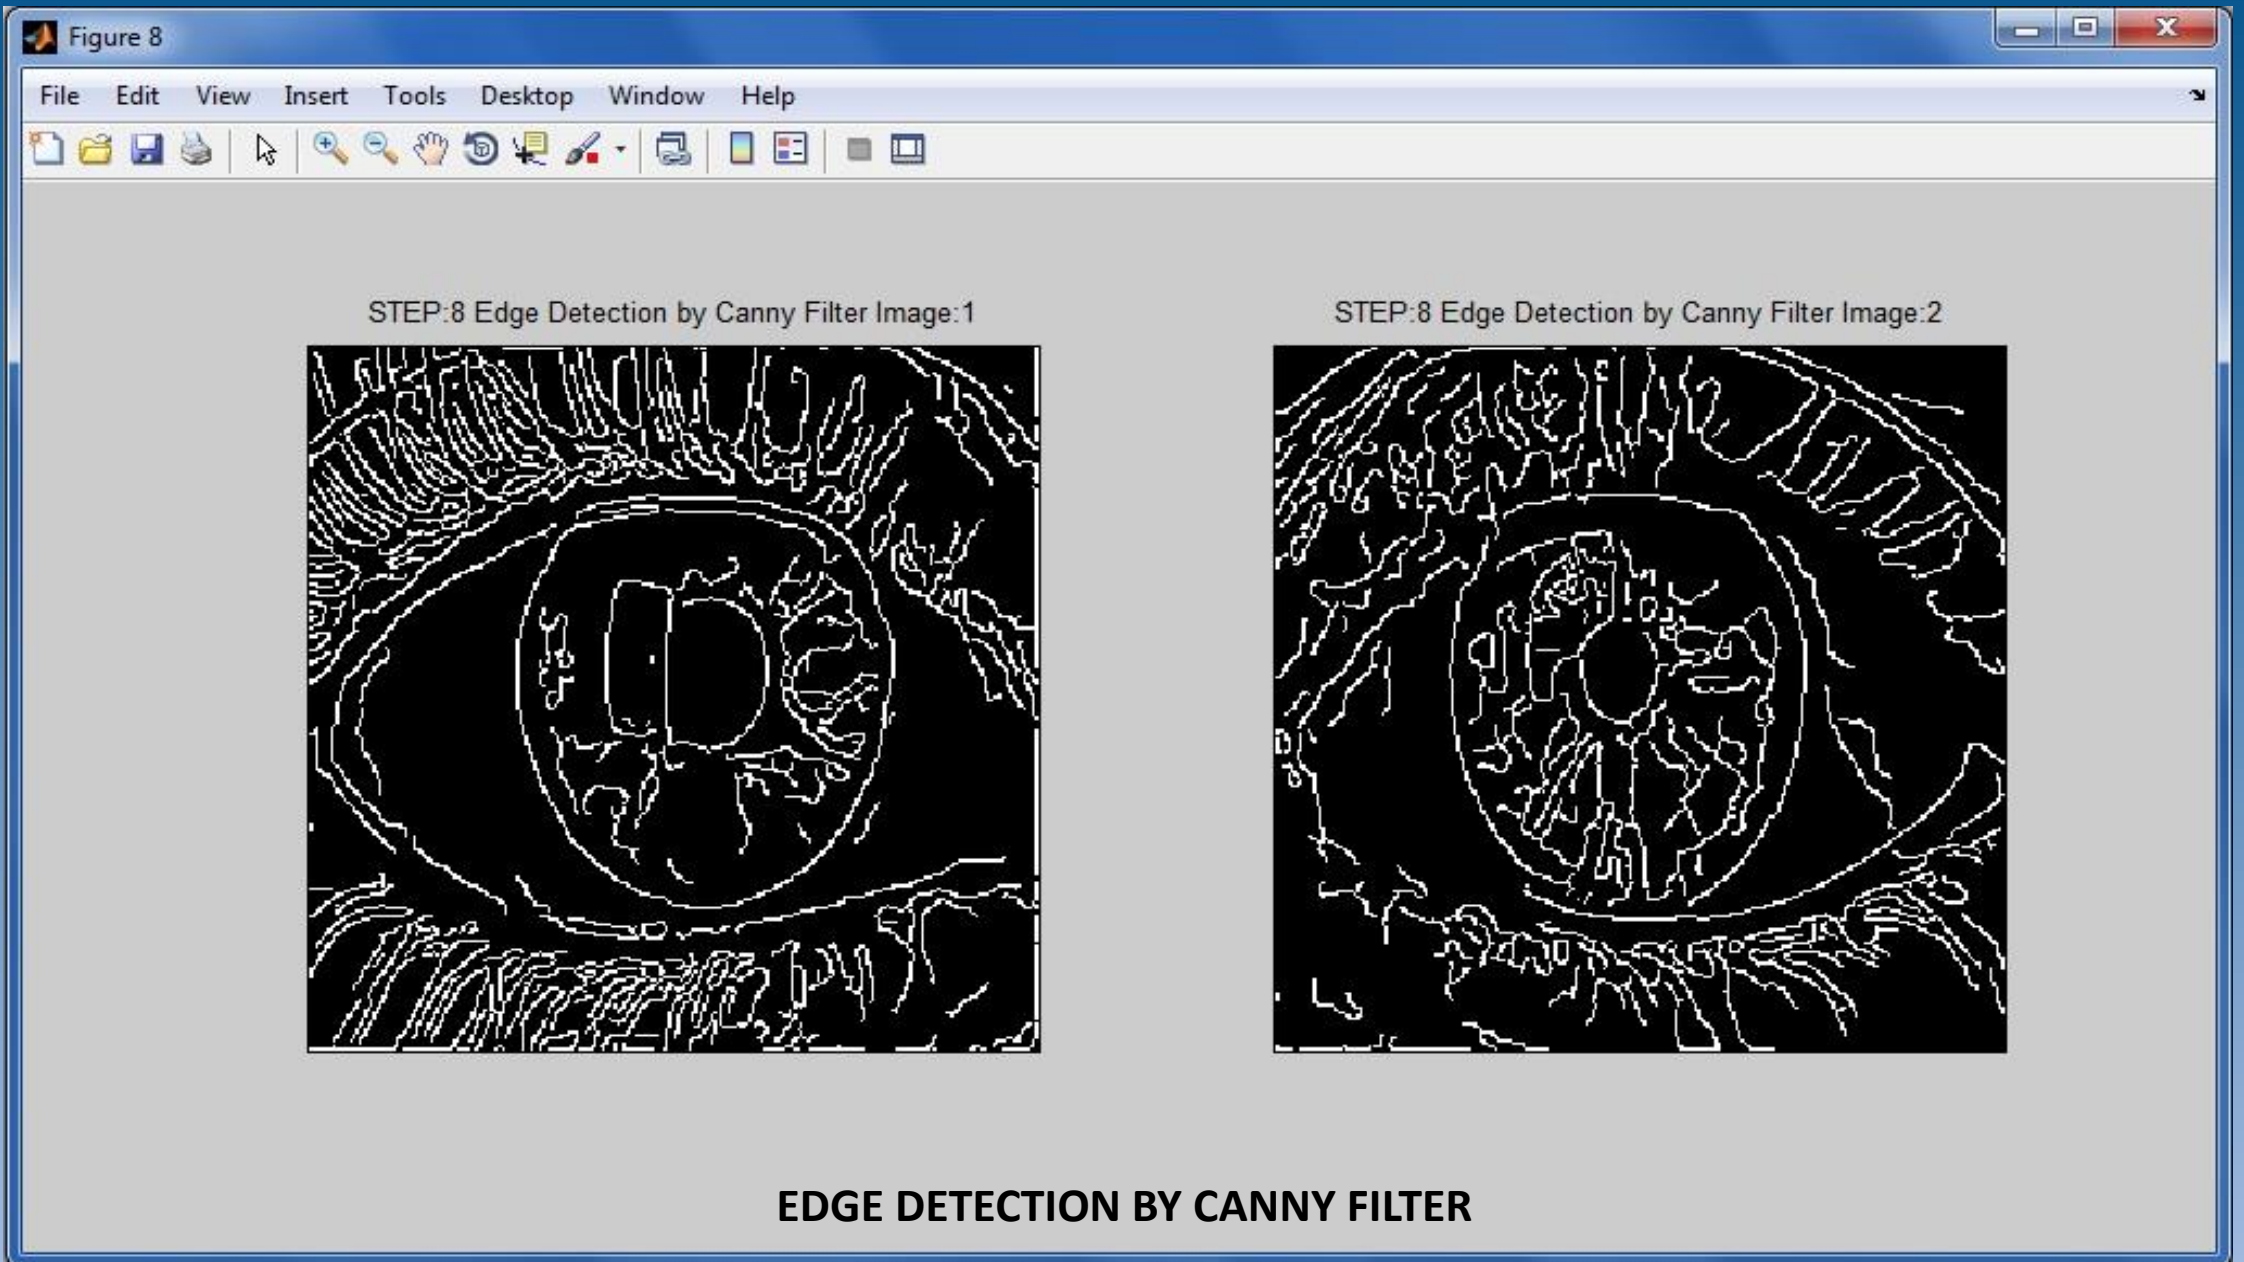 Figure 8
File Edit View Insert Tools Desktop Window Help
STEP:8 Edge Detection by Canny Filter Image:1
STEP:8 Edge Detection by Canny Filter Image:2
EDGE DETECTION BY CANNY FILTER